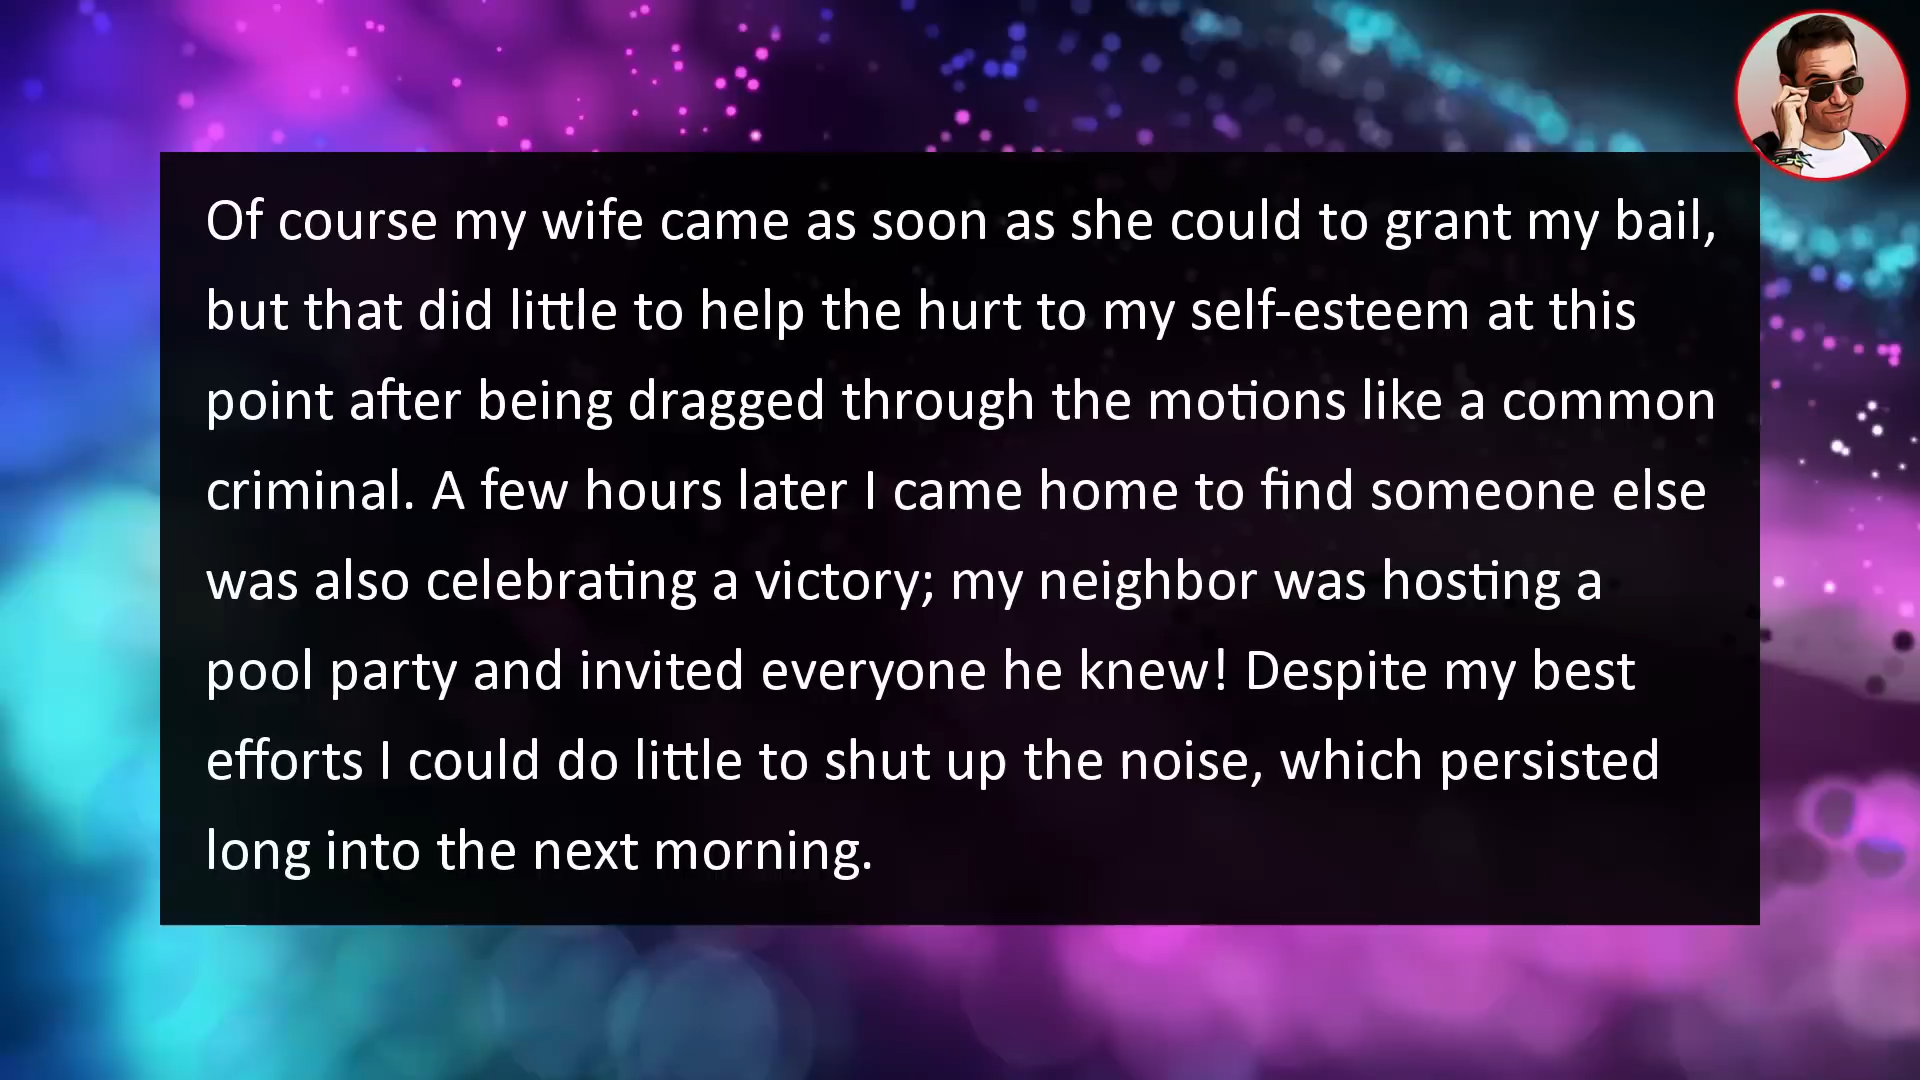 Of course my wife came as soon as she could to grant my bail,
but that did little to help the hurt to my self-esteem at this
point after being dragged through the motions like a common
criminal. A few hours later I came home to find someone else
was also celebrating a victory; my neighbor was hosting a
pool party and invited everyone he knew! Despite my best
efforts I could do little to shut up the noise, which persisted
long into the next morning.